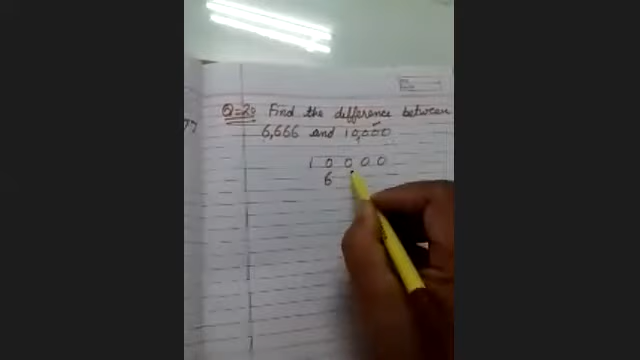 Q=20 Find the difference between
6,666 and 10,000
1 0 0 0 0
6